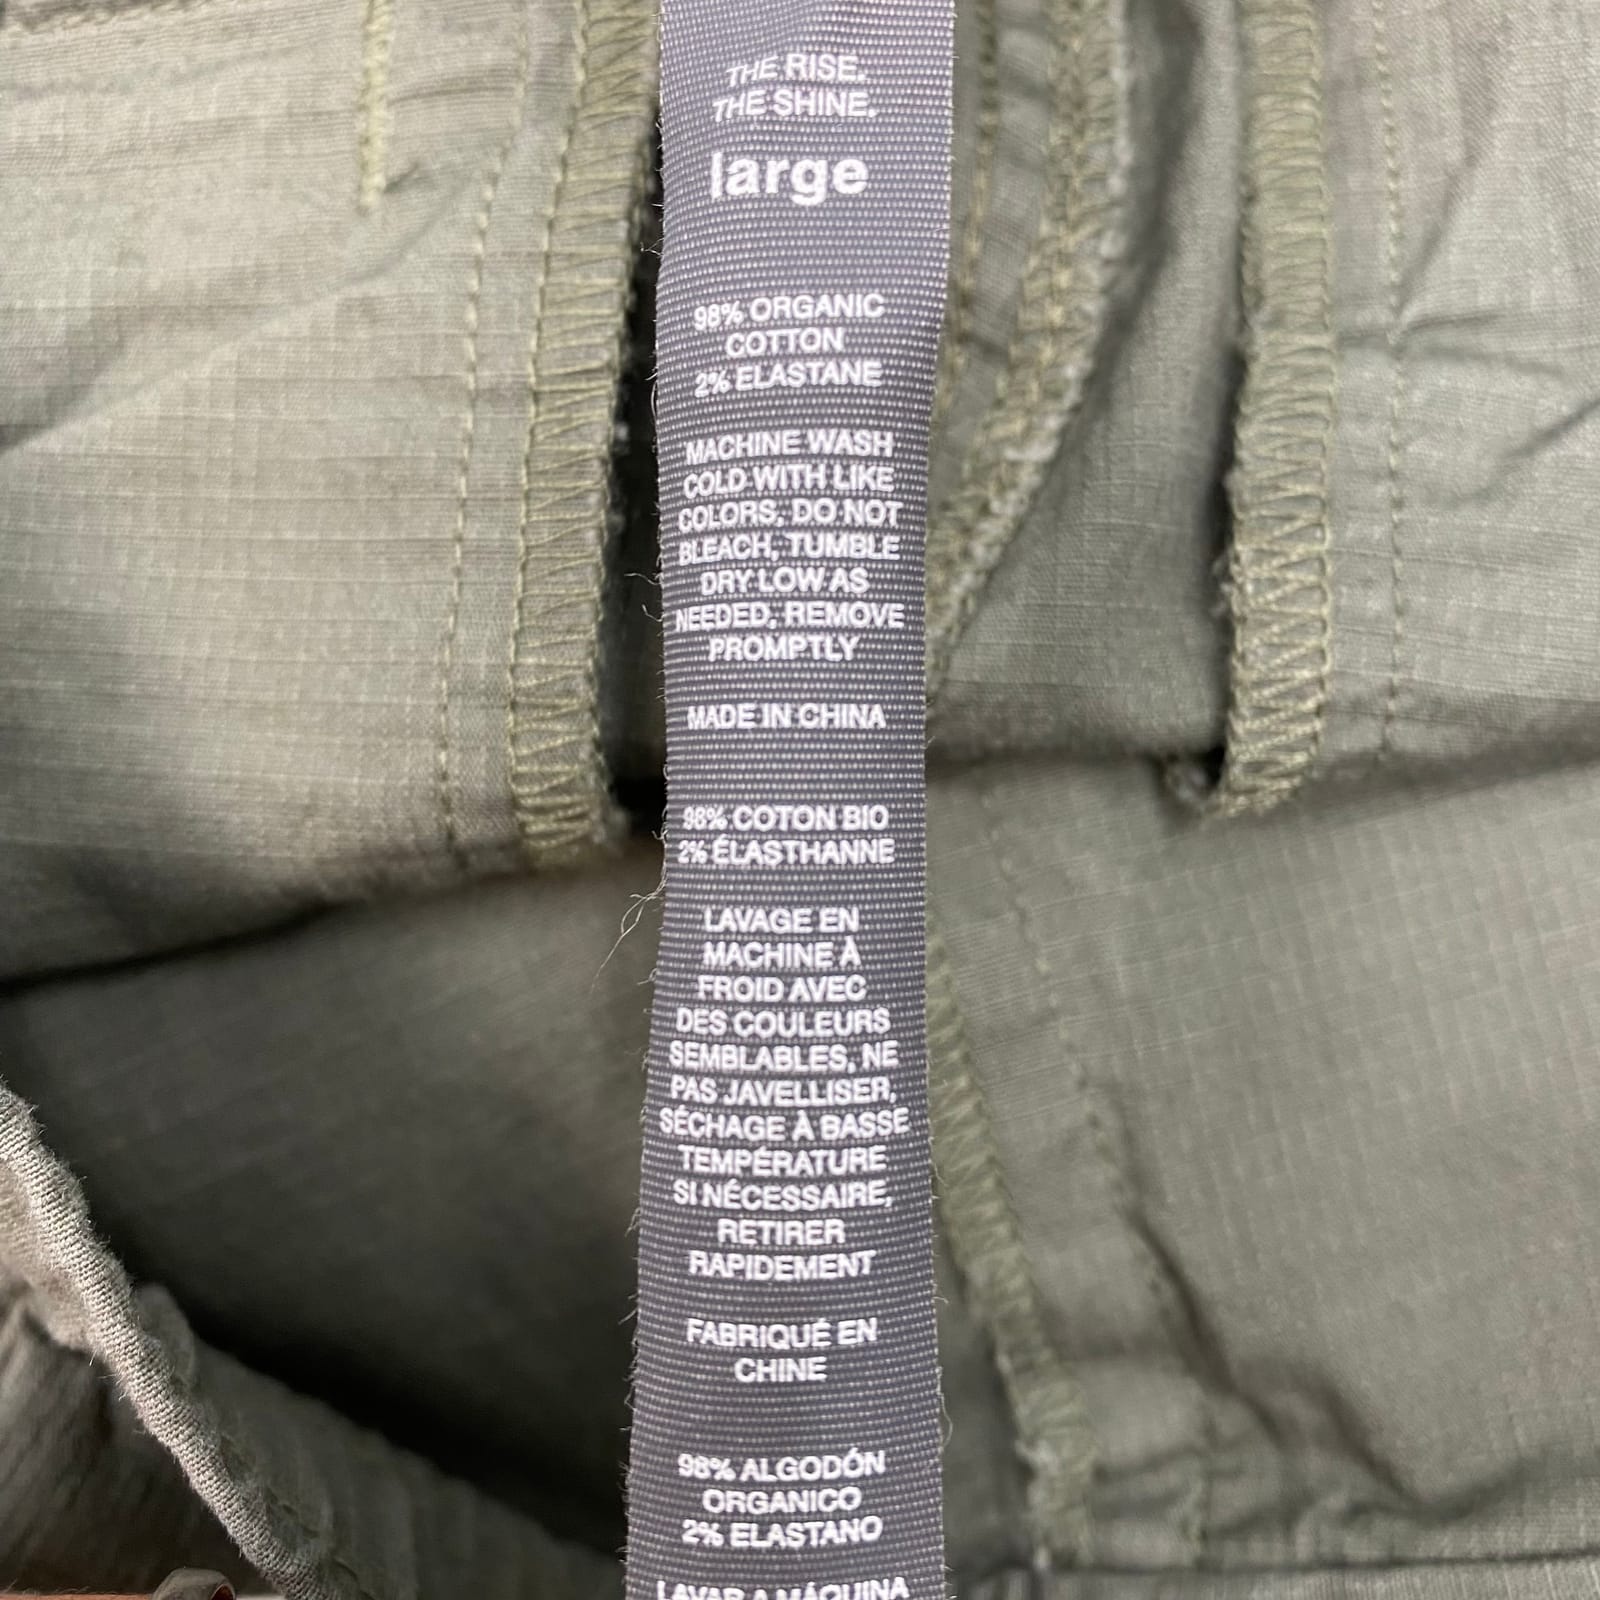 THE RISE.
THE SHINE.
large
98% ORGANIC
COTTON
2% ELASTANE
MACHINE WASH
COLD WITH LIKE
COLORS, DO NOT
BLEACH, TUMBLE
DRY LOW AS
NEEDED, REMOVE
PROMPTLY
MADE IN CHINA
98% COTON BIO
2% ÉLASTHANNE
LAVAGE EN
MACHINE À
FROID AVEC
DES COULEURS
SEMBLABLES, NE
PAS JAVELLISER,
SÉCHAGE À BASSE
TEMPÉRATURE
SI NÉCESSAIRE,
RETIRER
RAPIDEMENT
FABRIQUÉ EN
CHINE
98% ALGODÓN
ORGANICO
2% ELASTANO
LAVAR A MÁQUINA